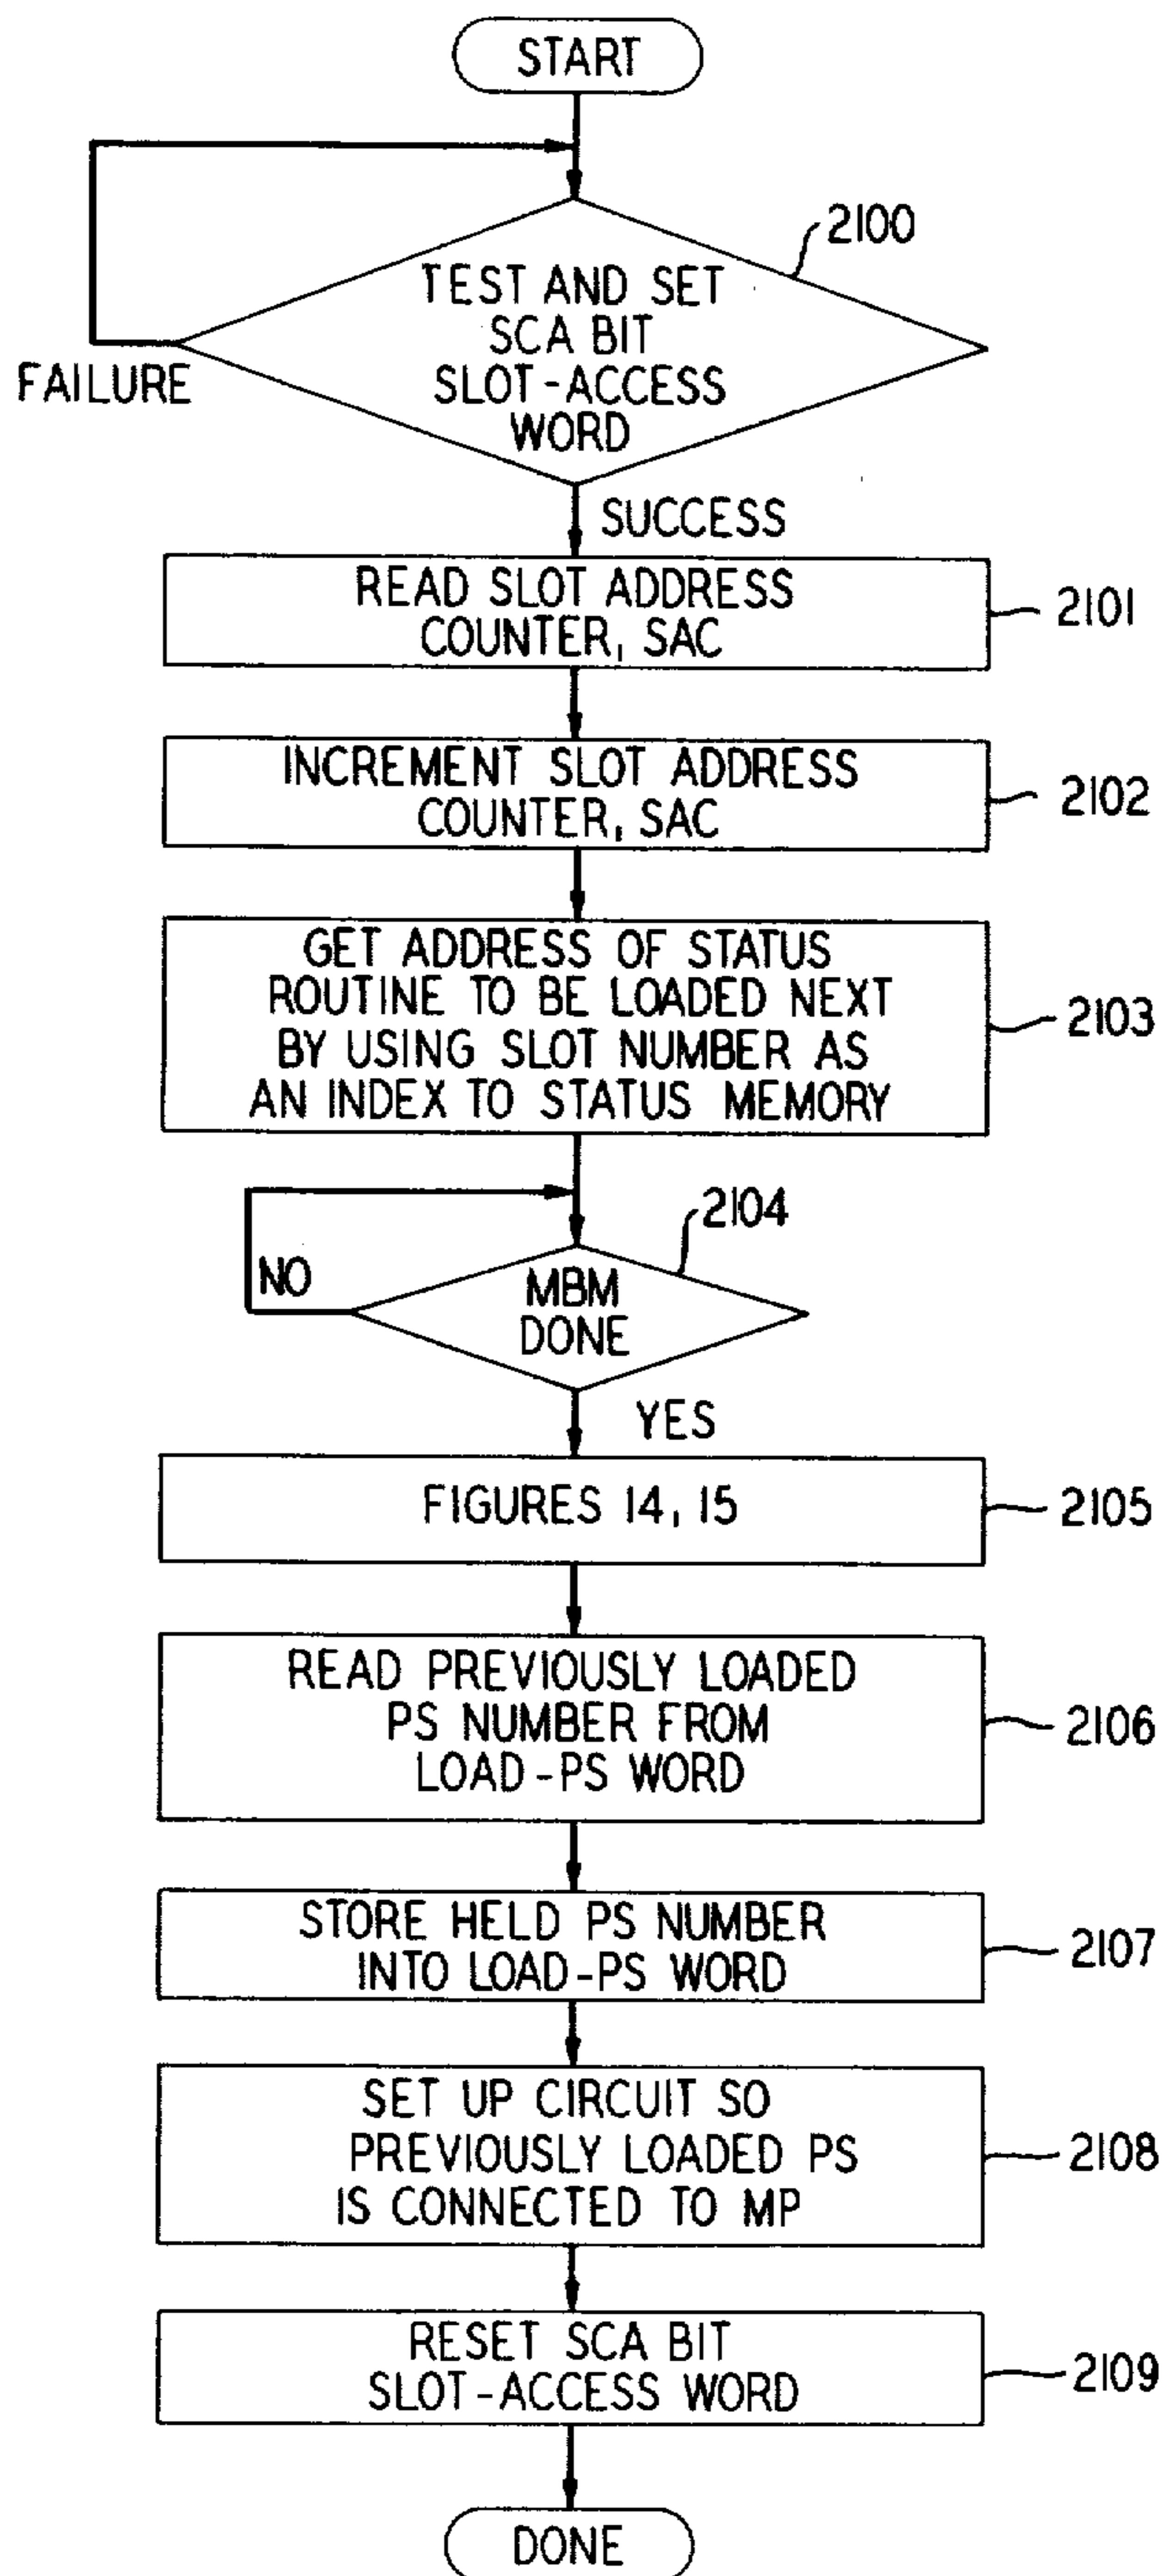 START
2100
TEST AND SET
SCA BIT
SLOT-ACCESS
WORD
FAILURE
SUCCESS
READ SLOT ADDRESS
COUNTER, SAC
2101
INCREMENT SLOT ADDRESS
COUNTER, SAC
2102
GET ADDRESS OF STATUS
ROUTINE TO BE LOADED NEXT
BY USING SLOT NUMBER AS
AN INDEX TO STATUS MEMORY
2103
2104
NO
MBM
DONE
YES
FIGURES 14, 15
2105
READ PREVIOUSLY LOADED
PS NUMBER FROM
LOAD-PS WORD
2106
STORE HELD PS NUMBER
INTO LOAD-PS WORD
2107
SET UP CIRCUIT SO
PREVIOUSLY LOADED PS
IS CONNECTED TO MP
2108
RESET SCA BIT
SLOT-ACCESS WORD
2109
DONE